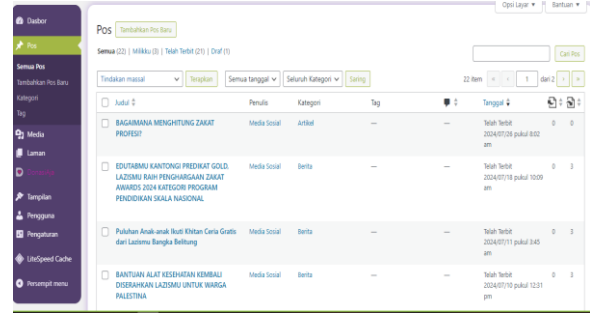 Opsi Layar ▼ Bantuan ▼
Dasbor
Pos
Semua Pos
Tambahkan Pos Baru
Kategori
Tag
Media
Laman
Tampilan
Pengguna
Pengaturan
LiteSpeed Cache
Persempit menu
Pos Tambahkan Pos Baru
Semua (22) | Milikku (3) | Telah Terbit (21) | Draf (1)
Cari Pos
Tindakan massal Terapkan Semua tanggal Seluruh Kategori Saring 22 item « ‹ 1 dari 2 › »
Judul Penulis Kategori Tag Tanggal
BAGAIMANA MENGHITUNG ZAKAT Media Sosial Artikel — — Telah Terbit 0 0
PROFESI? 2024/07/26 pukul 8:02
am
EDUTABMU KANTONGI PREDIKAT GOLD, Media Sosial Berita — — Telah Terbit 0 3
LAZISMU RAIH PENGHARGAAN ZAKAT 2024/07/18 pukul 10:09
AWARDS 2024 KATEGORI PROGRAM am
PENDIDIKAN SKALA NASIONAL
Puluhan Anak-anak Ikuti Khitan Ceria Gratis Media Sosial Berita — — Telah Terbit 0 3
dari Lazismu Bangka Belitung 2024/07/11 pukul 3:45
am
BANTUAN ALAT KESEHATAN KEMBALI Media Sosial Berita — — Telah Terbit 0 3
DISERAHKAN LAZISMU UNTUK WARGA 2024/07/10 pukul 12:31
PALESTINA pm